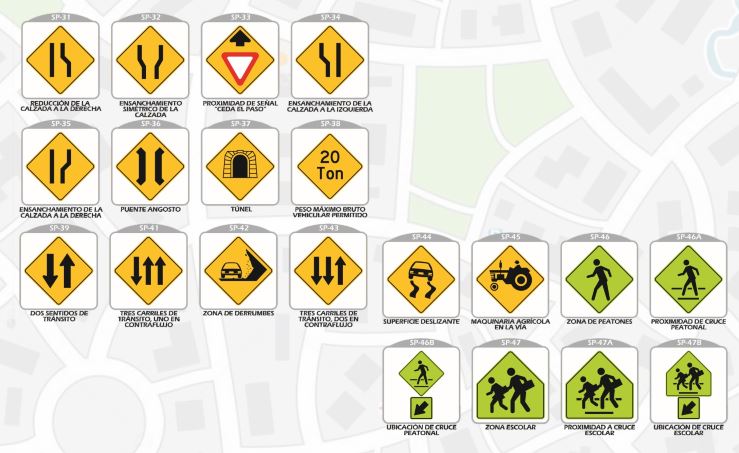 SP-31
REDUCCIÓN DE LA
CALZADA A LA DERECHA
SP-32
ENSANCHAMIENTO
SIMÉTRICO DE LA
CALZADA
SP-33
PROXIMIDAD DE SEÑAL
"CEDA EL PASO"
SP-34
ENSANCHAMIENTO DE LA
CALZADA A LA IZQUIERDA
SP-35
ENSANCHAMIENTO DE LA
CALZADA A LA DERECHA
SP-36
PUENTE ANGOSTO
SP-37
TÚNEL
SP-38
20
Ton
PESO MÁXIMO BRUTO
VEHICULAR PERMITIDO
SP-39
DOS SENTIDOS DE
TRÁNSITO
SP-41
TRES CARRILES DE
TRÁNSITO, UNO EN
CONTRAFLUJO
SP-42
ZONA DE DERRUMBES
SP-43
TRES CARRILES DE
TRÁNSITO, DOS EN
CONTRAFLUJO
SP-44
SUPERFICIE DESLIZANTE
SP-45
MAQUINARIA AGRÍCOLA
EN LA VÍA
SP-46
ZONA DE PEATONES
SP-46A
PROXIMIDAD DE CRUCE
PEATONAL
SP-46B
UBICACIÓN DE CRUCE
PEATONAL
SP-47
ZONA ESCOLAR
SP-47A
PROXIMIDAD A CRUCE
ESCOLAR
SP-47B
UBICACIÓN DE CRUCE
ESCOLAR